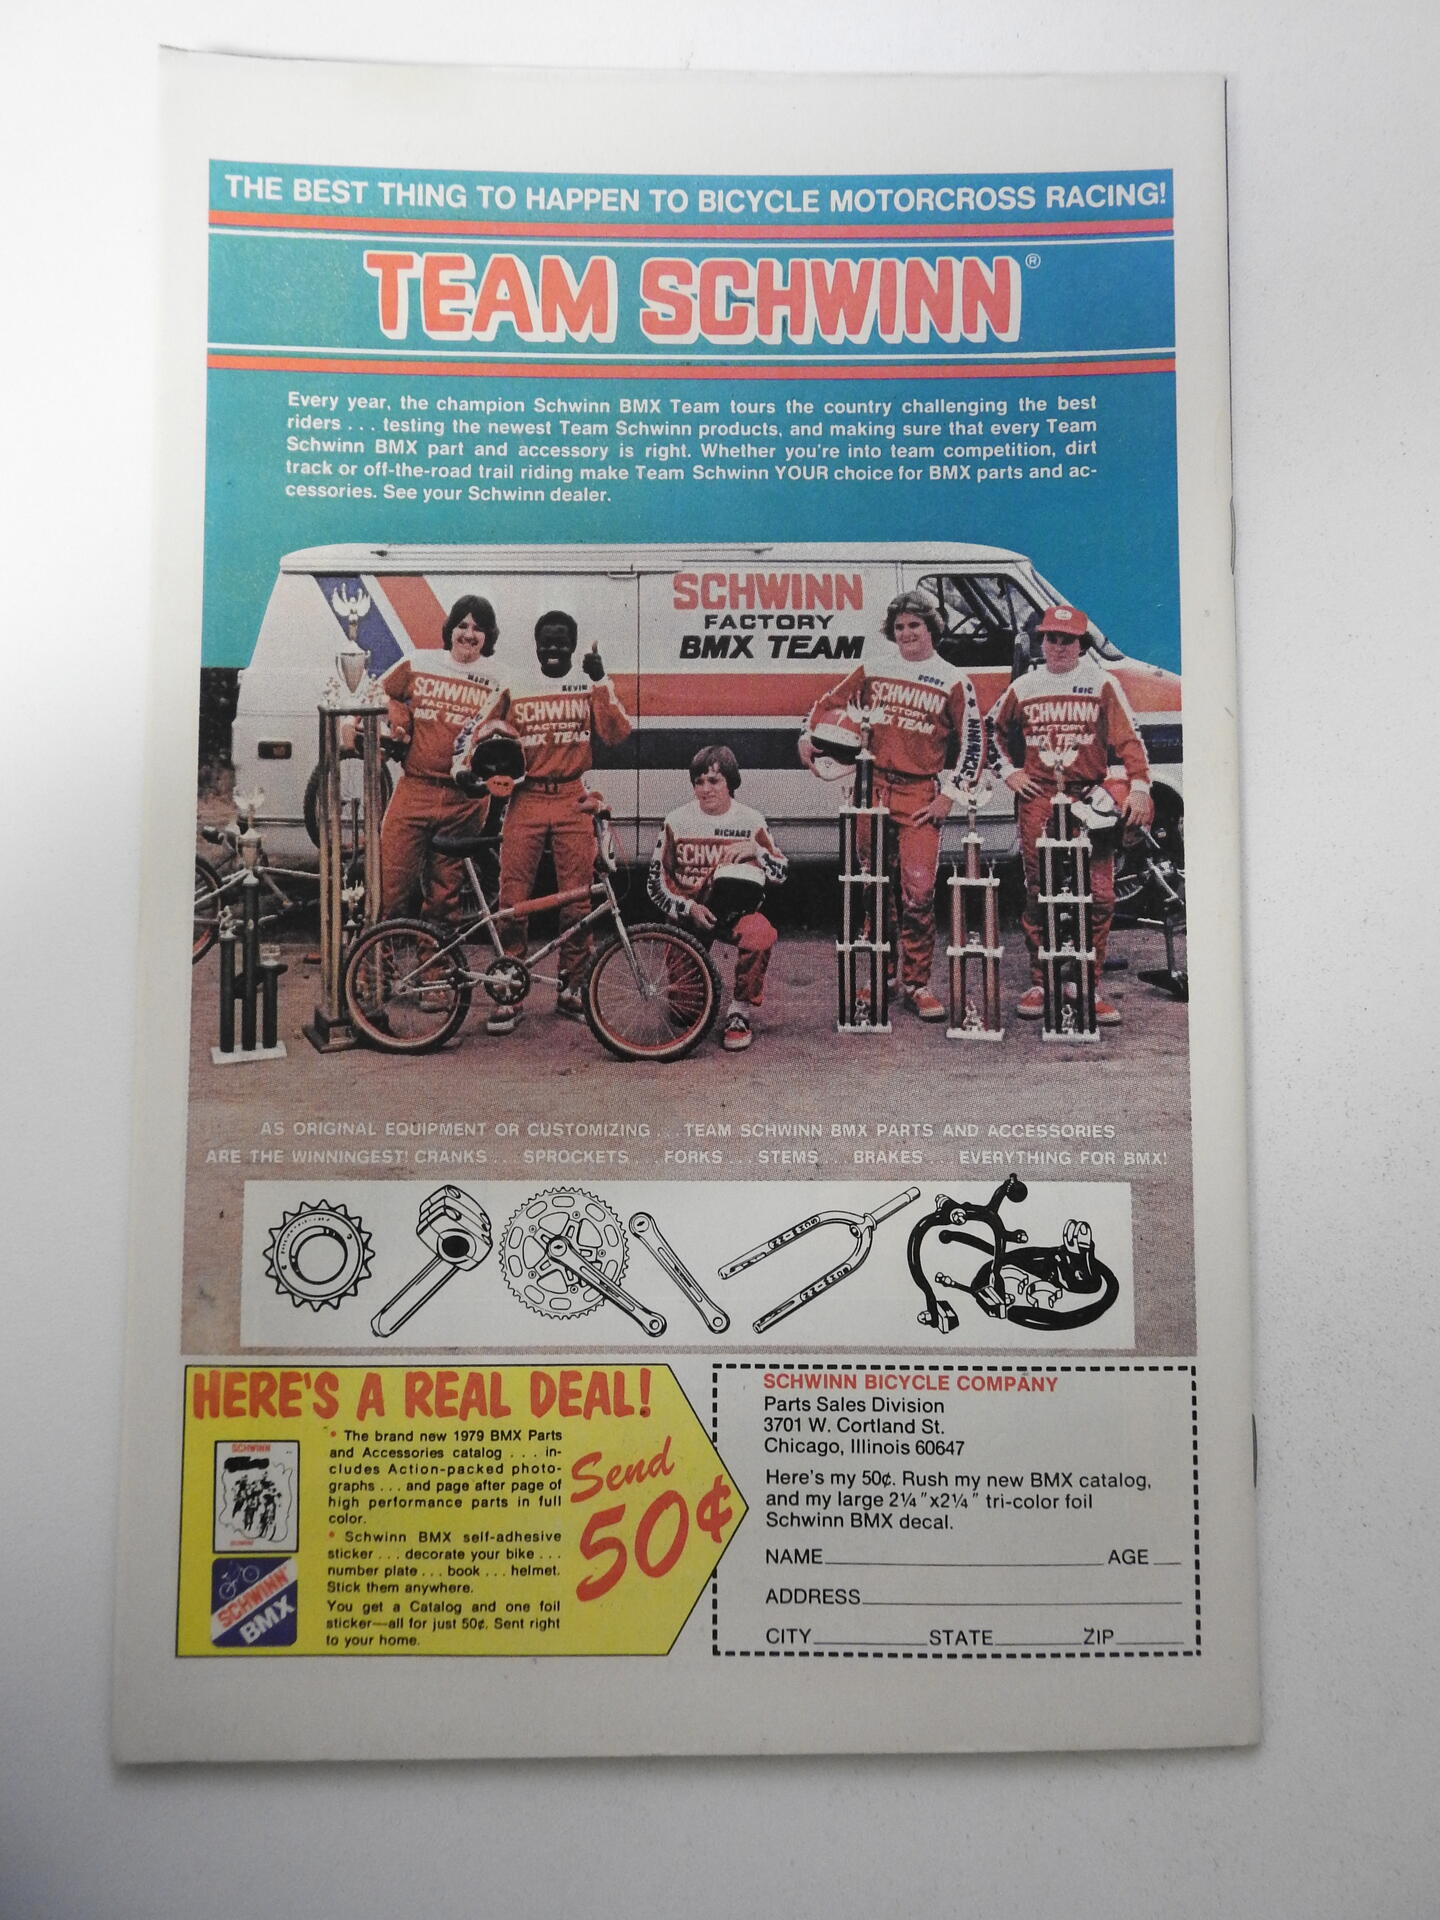 THE BEST THING TO HAPPEN TO BICYCLE MOTORCROSS RACING!
TEAM SCHWINN®
Every year, the champion Schwinn BMX Team tours the country challenging the best
riders . . . testing the newest Team Schwinn products, and making sure that every Team
Schwinn BMX part and accessory is right. Whether you're into team competition, dirt
track or off-the-road trail riding make Team Schwinn YOUR choice for BMX parts and ac-
cessories. See your Schwinn dealer.
SCHWINN
FACTORY
BMX TEAM
MARK
SCHWINN
FACTORY
BMX TEAM
KEVIN
SCHWINN
FACTORY
BMX TEAM
RICHARD
SCHWINN
SCHWINN
FACTORY
BMX TEAM
SCHWINN
ERIC
SCHWINN
FACTORY
BMX TEAM
AS ORIGINAL EQUIPMENT OR CUSTOMIZING . . . TEAM SCHWINN BMX PARTS AND ACCESSORIES
ARE THE WINNINGEST! CRANKS . . . SPROCKETS . . . FORKS . . . STEMS . . . BRAKES . . . EVERYTHING FOR BMX!
HERE'S A REAL DEAL!
• The brand new 1979 BMX Parts
and Accessories catalog . . . in-
cludes Action-packed photo-
graphs . . . and page after page of
high performance parts in full
color.
• Schwinn BMX self-adhesive
sticker . . . decorate your bike . . .
number plate . . . book . . . helmet.
Stick them anywhere.
You get a Catalog and one foil
sticker—all for just 50¢. Sent right
to your home.
SCHWINN
SCHWINN
BMX
Send
50¢
SCHWINN BICYCLE COMPANY
Parts Sales Division
3701 W. Cortland St.
Chicago, Illinois 60647
Here's my 50¢. Rush my new BMX catalog,
and my large 2¼"x2¼" tri-color foil
Schwinn BMX decal.
NAME AGE
ADDRESS
CITY STATE ZIP